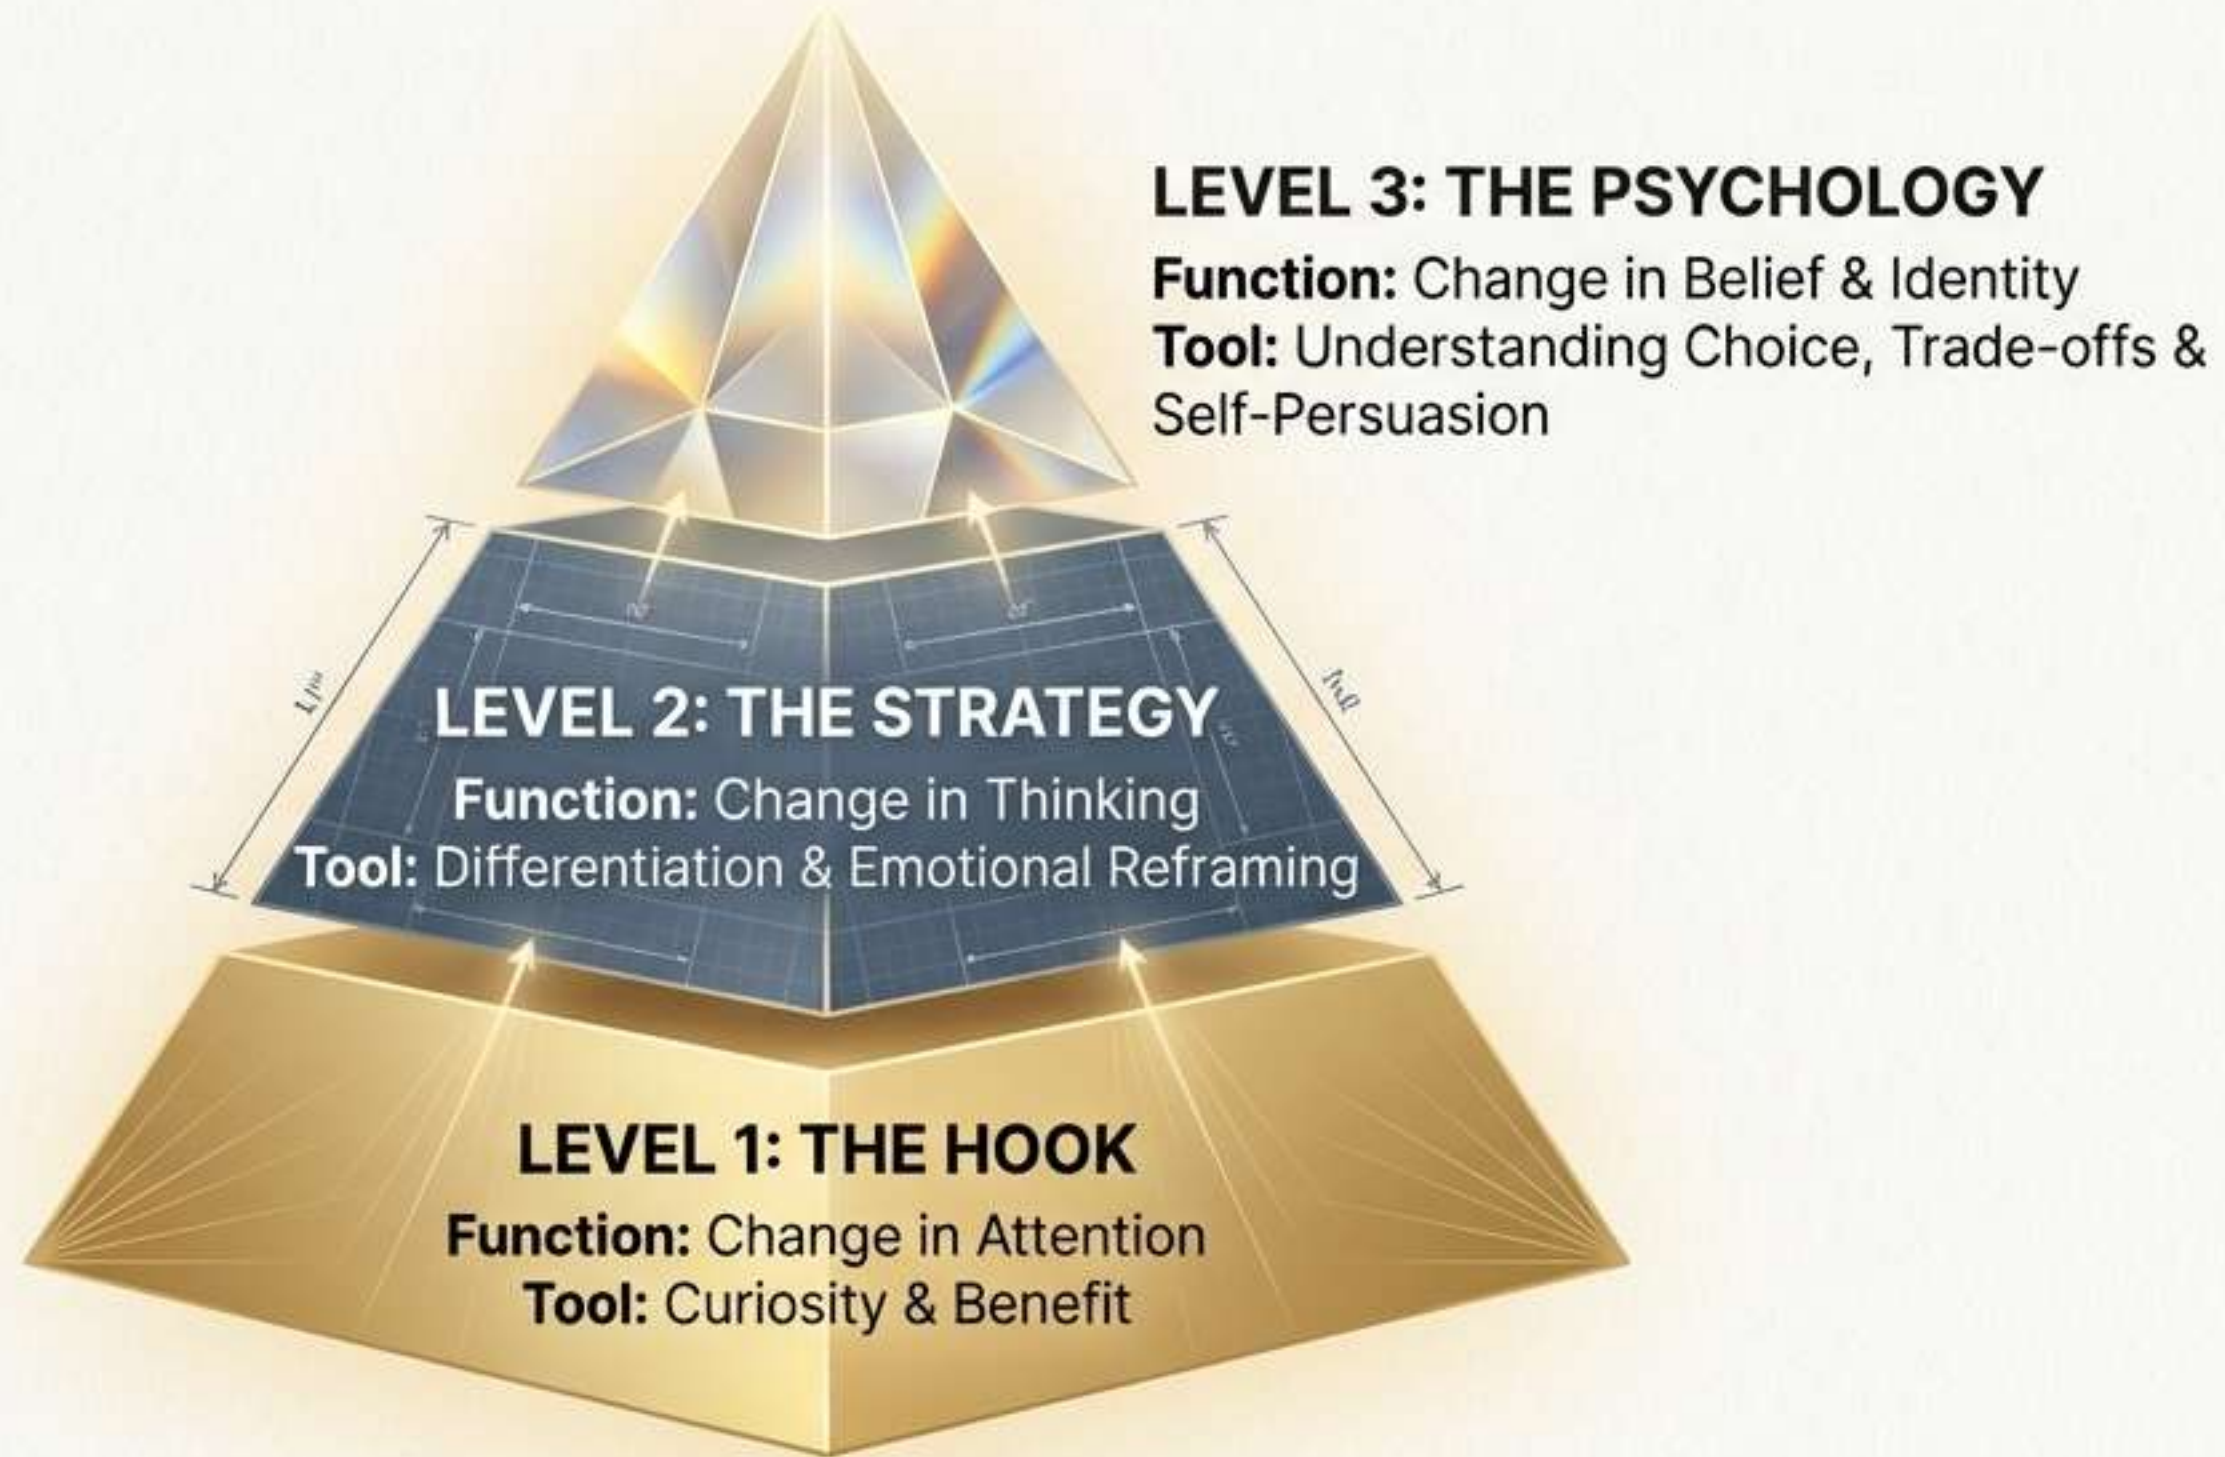 LEVEL 3: THE PSYCHOLOGY
Function: Change in Belief & Identity
Tool: Understanding Choice, Trade-offs &
Self-Persuasion
LEVEL 2: THE STRATEGY
Function: Change in Thinking
Tool: Differentiation & Emotional Reframing
LEVEL 1: THE HOOK
Function: Change in Attention
Tool: Curiosity & Benefit